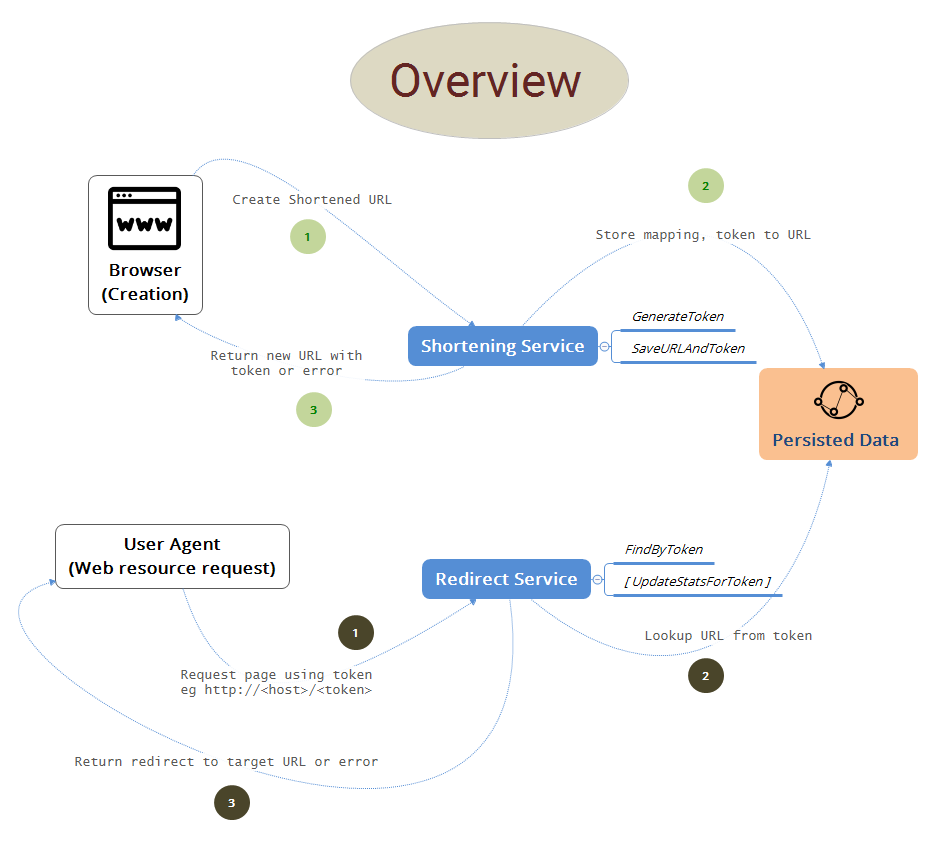 Overview
www
Browser
(Creation)
Create Shortened URL
1
2
Store mapping, token to URL
Shortening Service
GenerateToken
SaveURLAndToken
Return new URL with
token or error
3
Persisted Data
User Agent
(Web resource request)
Redirect Service
FindByToken
[ UpdateStatsForToken ]
1
Request page using token
eg http://<host>/<token>
Lookup URL from token
2
Return redirect to target URL or error
3